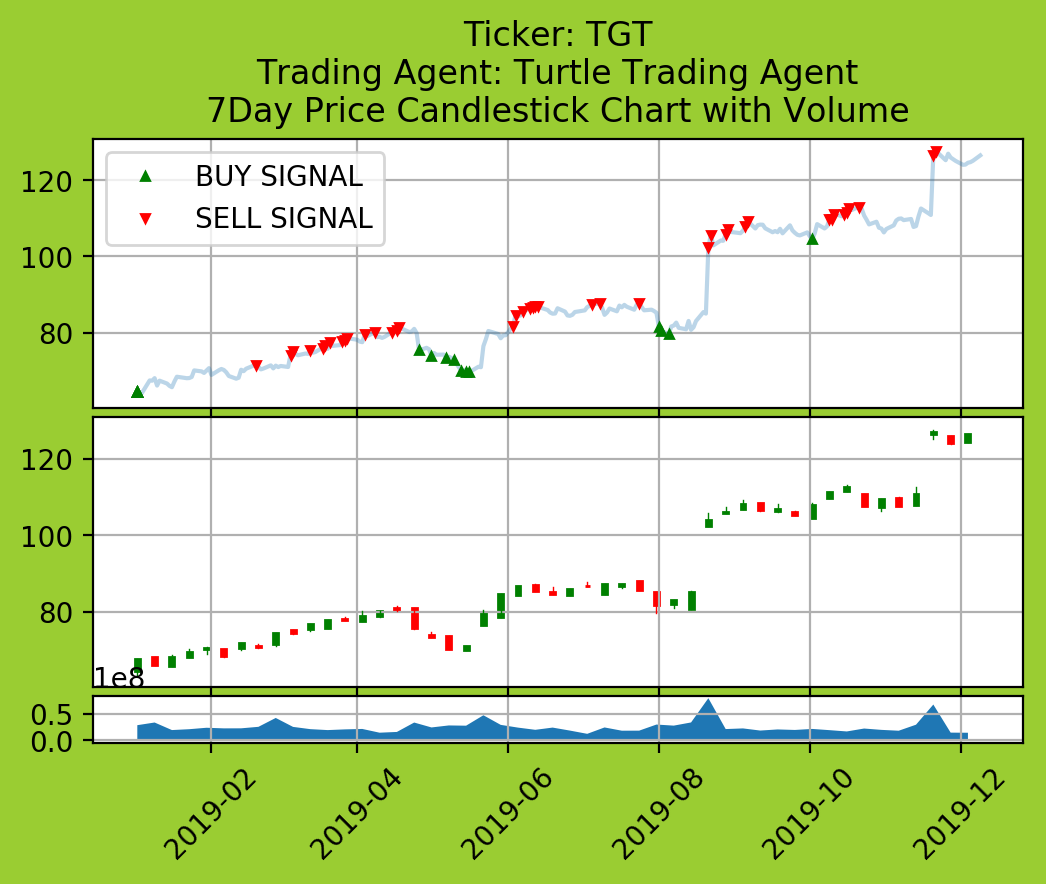 Ticker: TGT
Trading Agent: Turtle Trading Agent
7Day Price Candlestick Chart with Volume
BUY SIGNAL
SELL SIGNAL
120
100
80
120
100
80
1e8
0.5
0.0
2019-02
2019-04
2019-06
2019-08
2019-10
2019-12